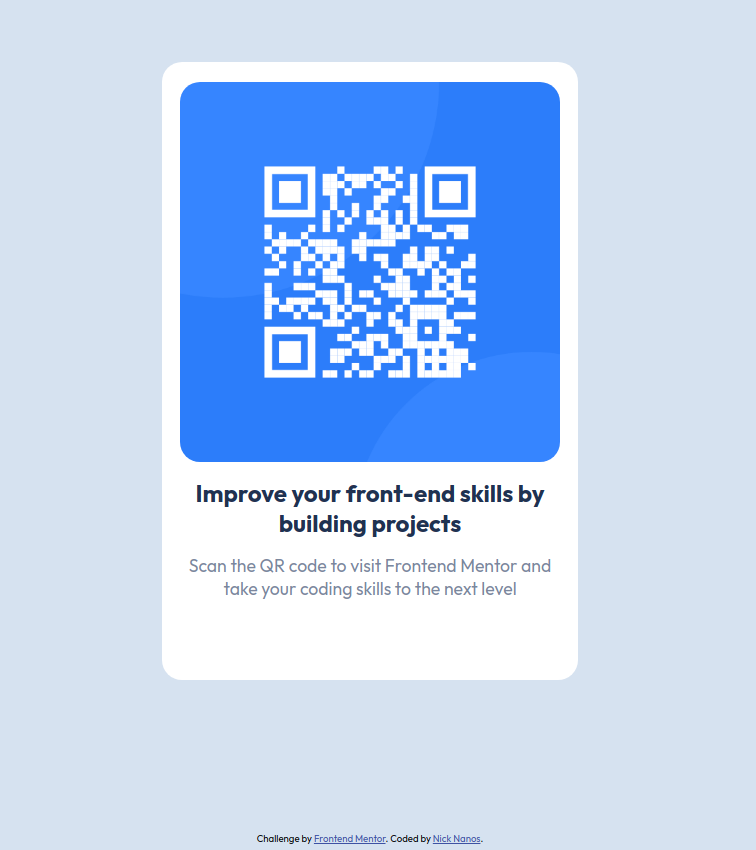 Improve your front-end skills by
building projects
Scan the QR code to visit Frontend Mentor and
take your coding skills to the next level
Challenge by Frontend Mentor. Coded by Nick Nanos.